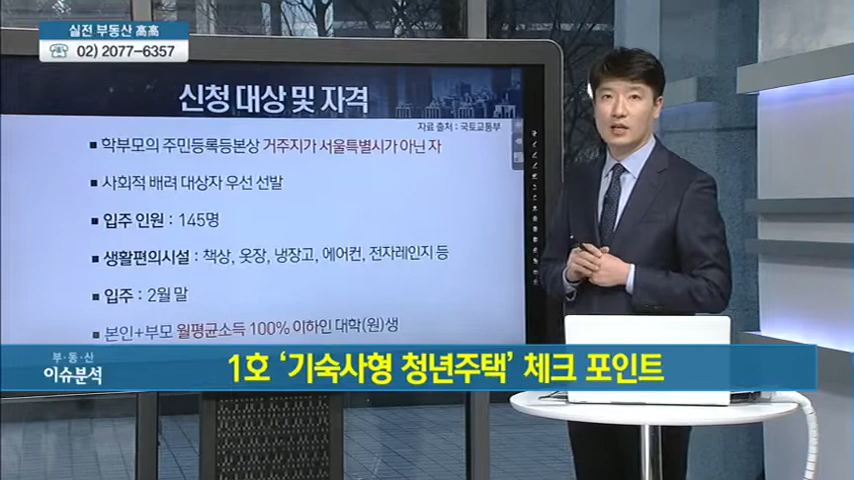 실전 부동산 高高
02) 2077-6357
신청 대상 및 자격
자료 출처 : 국토교통부
■ 학부모의 주민등록등본상 거주지가 서울특별시가 아닌 자
■ 사회적 배려 대상자 우선 선발
■ 입주 인원 : 145명
■ 생활편의시설 : 책상, 옷장, 냉장고, 에어컨, 전자레인지 등
■ 입주 : 2월 말
■ 본인+부모 월평균소득 100% 이하인 대학(원)생
부·동·산
이슈분석
1호 ‘기숙사형 청년주택’ 체크 포인트